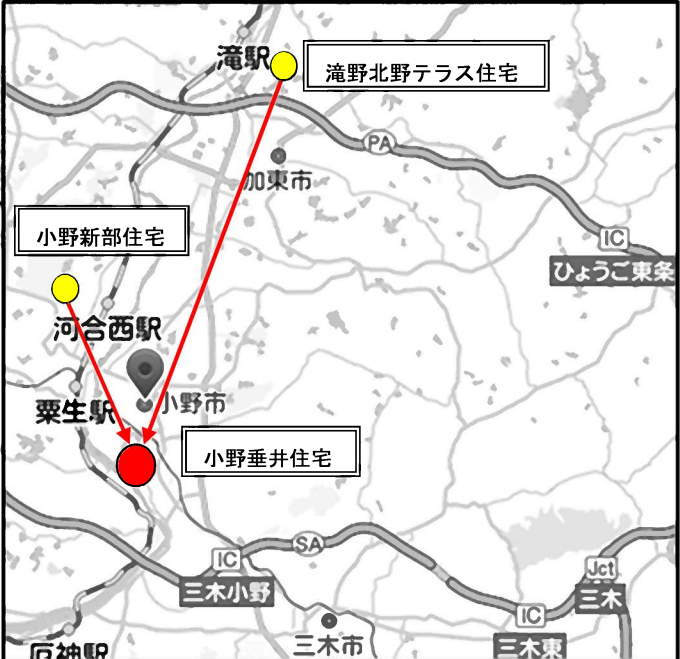 滝駅
滝野北野テラス住宅
PA
加東市
小野新部住宅
IC
ひょうご東条
河合西駅
小野市
粟生駅
小野垂井住宅
SA
IC
三木小野
Jct
三木
IC
三木東
三木市
厄神駅